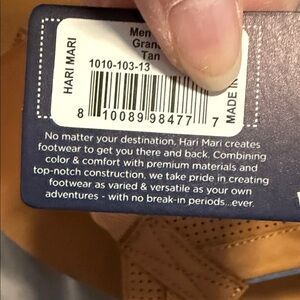 HARI MARI
Men
Gran
Tan
1010-103-13
8 10089 98477 7
MADE IN
No matter your destination, Hari Mari creates
footwear to get you there and back. Combining
color & comfort with premium materials and
top-notch construction, we take pride in creating
footwear as varied & versatile as your own
adventures - with no break-in periods...ever.